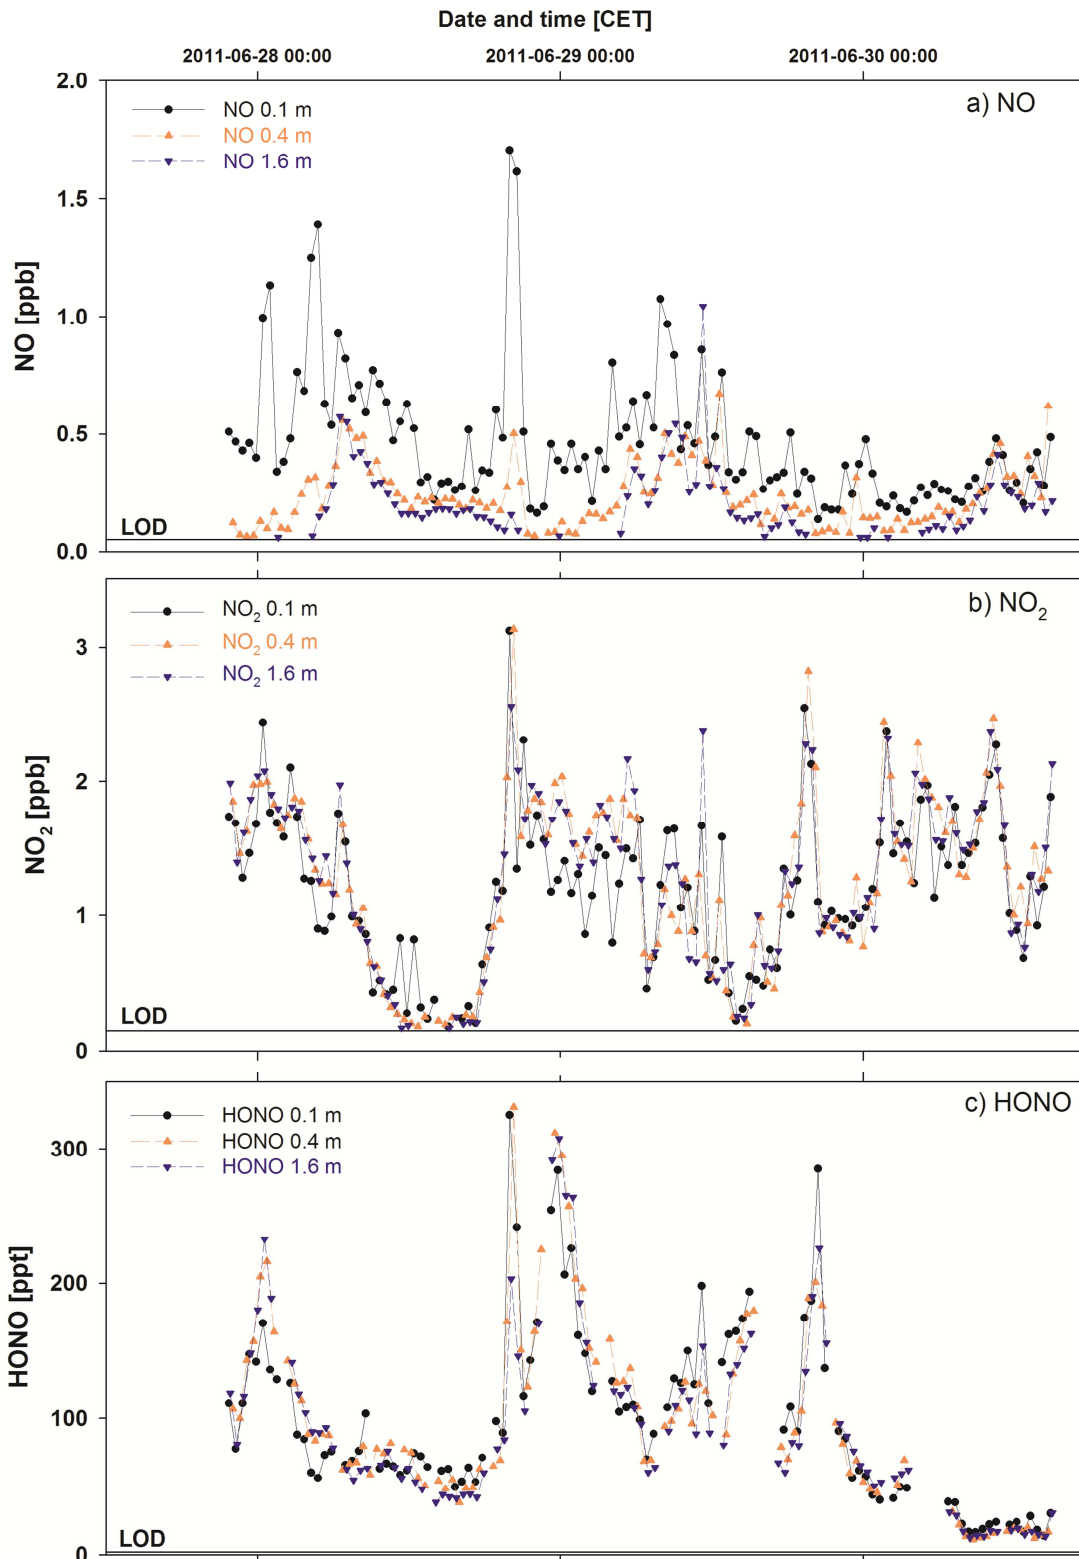 Date and time [CET]
2011-06-28 00:00 2011-06-29 00:00 2011-06-30 00:00
2.0
a) NO
NO 0.1 m
NO 0.4 m
NO 1.6 m
1.5
NO [ppb]
1.0
0.5
LOD
0.0
b) NO2
NO2 0.1 m
NO2 0.4 m
NO2 1.6 m
3
NO2 [ppb]
2
1
LOD
0
c) HONO
HONO 0.1 m
HONO 0.4 m
HONO 1.6 m
300
HONO [ppt]
200
100
LOD
0